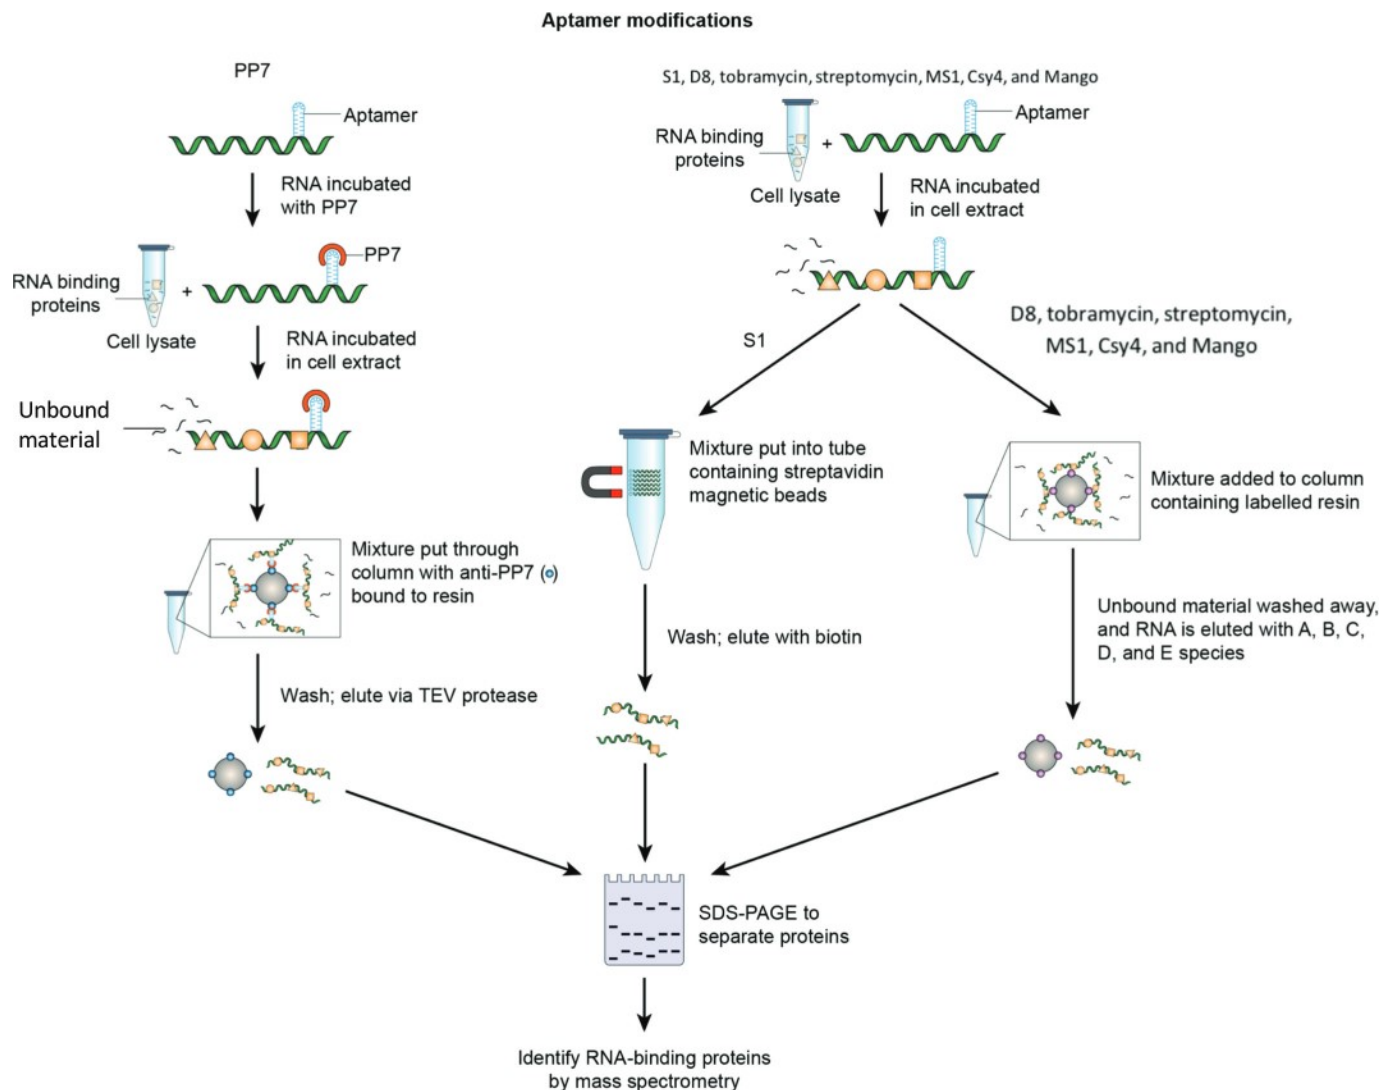 Aptamer modifications
PP7
Aptamer
RNA incubated
with PP7
PP7
RNA binding
proteins
+
Cell lysate
RNA incubated
in cell extract
Unbound
material
Mixture put through
column with anti-PP7 ( )
bound to resin
Wash; elute via TEV protease
S1, D8, tobramycin, streptomycin, MS1, Csy4, and Mango
Aptamer
RNA binding
proteins
+
Cell lysate
RNA incubated
in cell extract
S1
D8, tobramycin, streptomycin,
MS1, Csy4, and Mango
Mixture put into tube
containing streptavidin
magnetic beads
Wash; elute with biotin
Mixture added to column
containing labelled resin
Unbound material washed away,
and RNA is eluted with A, B, C,
D, and E species
SDS-PAGE to
separate proteins
Identify RNA-binding proteins
by mass spectrometry